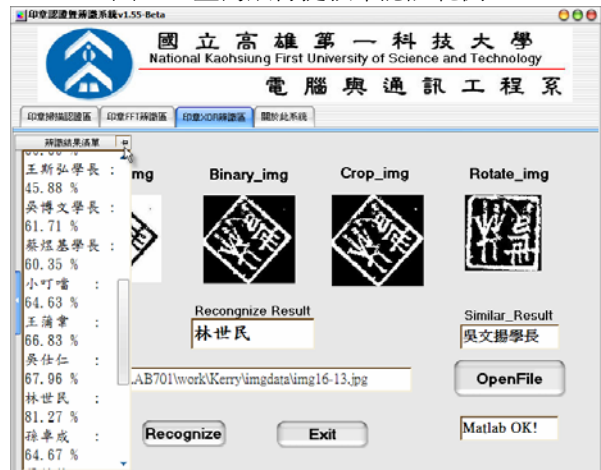 印章認證暨辨識系統v1.55-Beta
國 立 高 雄 第 一 科 技 大 學
National Kaohsiung First University of Science and Technology
電 腦 與 通 訊 工 程 系
印章掃描認證區 印章FFT辨識區 印章XOR辨識區 關於此系統
辨識結果清單
王斯弘學長 :
45.88 %
吳博文學長 :
61.71 %
蔡煜基學長 :
60.35 %
小叮噹 :
64.63 %
王蒲葦 :
66.83 %
吳仕仁 :
67.96 %
林世民 :
81.27 %
孫聿成 :
64.67 %
mg Binary_img Crop_img Rotate_img
Recongnize Result
林世民
Similar_Result
吳文揚學長
.AB701\work\Kerry\imgdata\img16-13.jpg
OpenFile
Recognize Exit
Matlab OK!